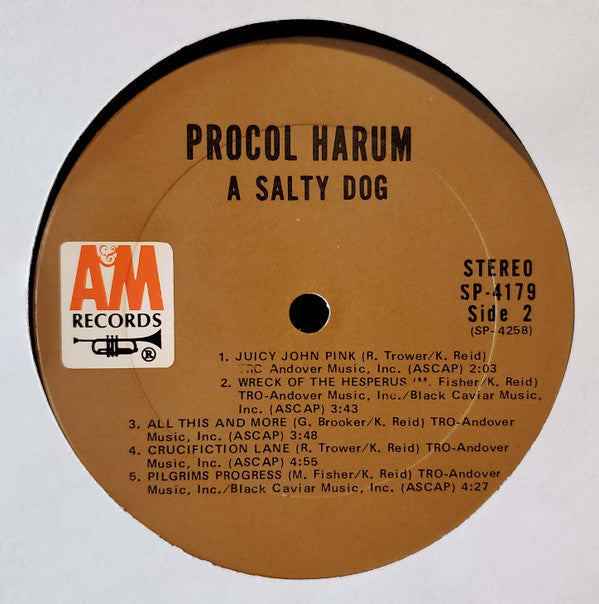 PROCOL HARUM
A SALTY DOG
A&M
RECORDS
®
STEREO
SP-4179
Side 2
(SP-4258)
1. JUICY JOHN PINK (R. Trower/K. Reid)
TRO Andover Music, Inc. (ASCAP) 2:03
2. WRECK OF THE HESPERUS (M. Fisher/K. Reid)
TRO-Andover Music, Inc./Black Caviar Music,
Inc. (ASCAP) 3:43
3. ALL THIS AND MORE (G. Brooker/K. Reid) TRO-Andover
Music, Inc. (ASCAP) 3:48
4. CRUCIFICTION LANE (R. Trower/K. Reid) TRO-Andover
Music, Inc. (ASCAP) 4:55
5. PILGRIMS PROGRESS (M. Fisher/K. Reid) TRO-Andover
Music, Inc./Black Caviar Music, Inc. (ASCAP) 4:27